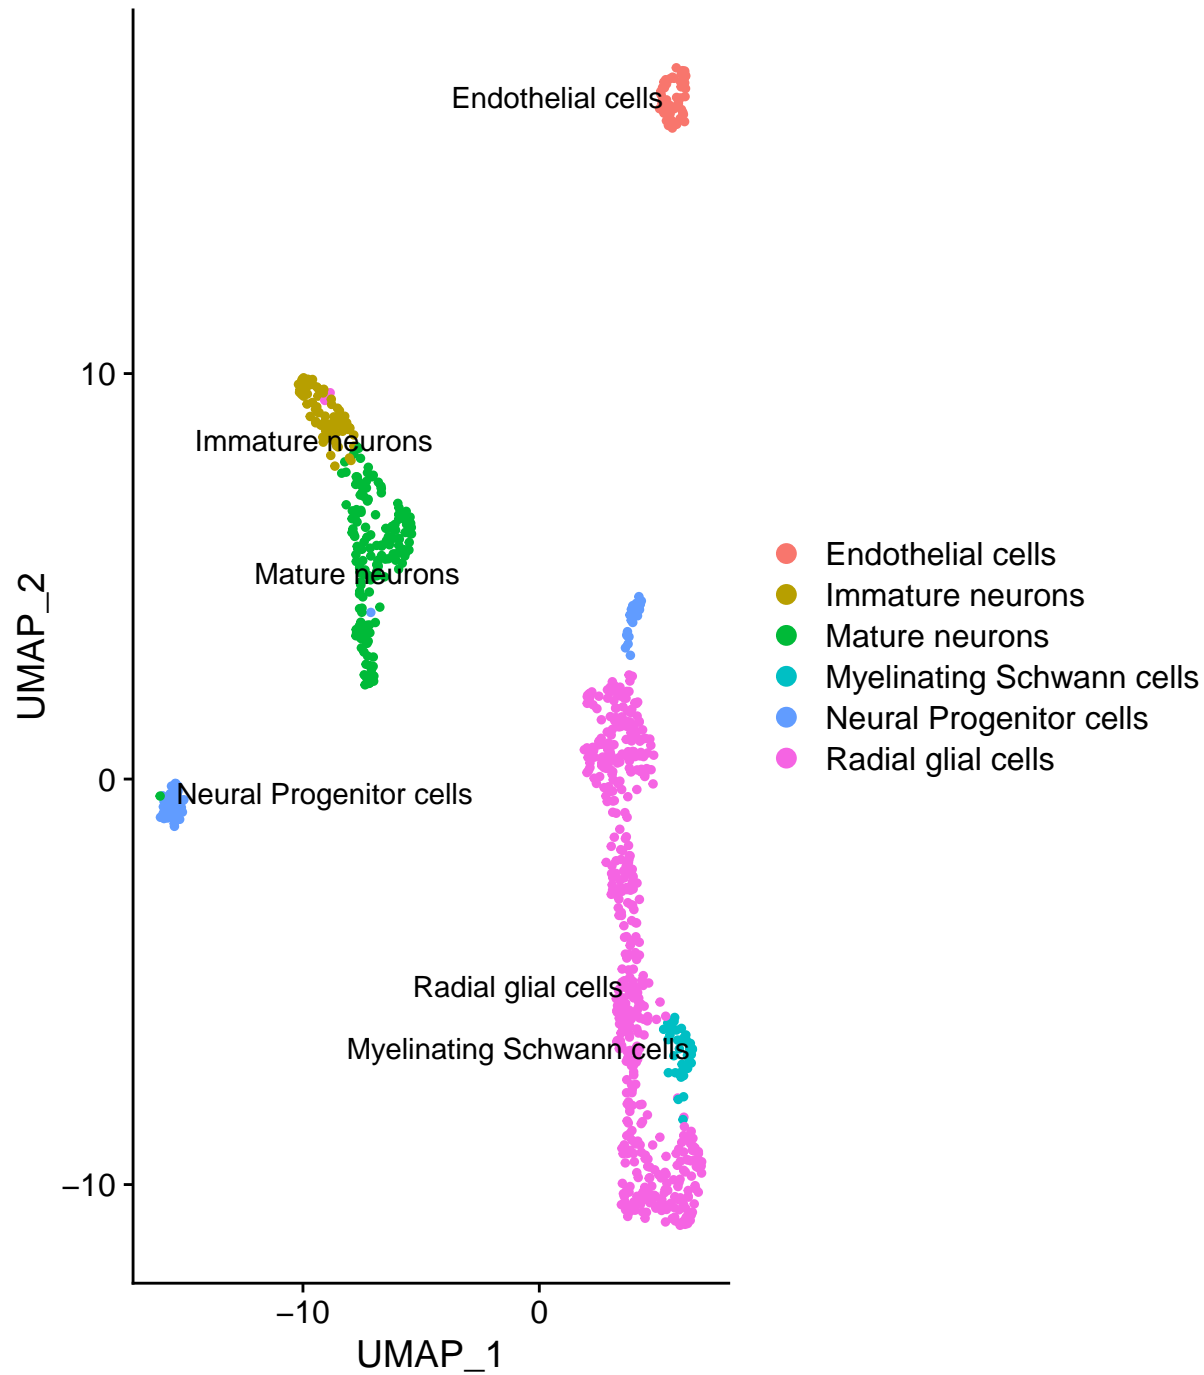 Endothelial cells
10
Immature neurons
Mature neurons
Endothelial cells
Immature neurons
Mature neurons
Myelinating Schwann cells
Neural Progenitor cells
Radial glial cells
UMAP_2
0
Neural Progenitor cells
Radial glial cells
Myelinating Schwann cells
−10
−10
0
UMAP_1